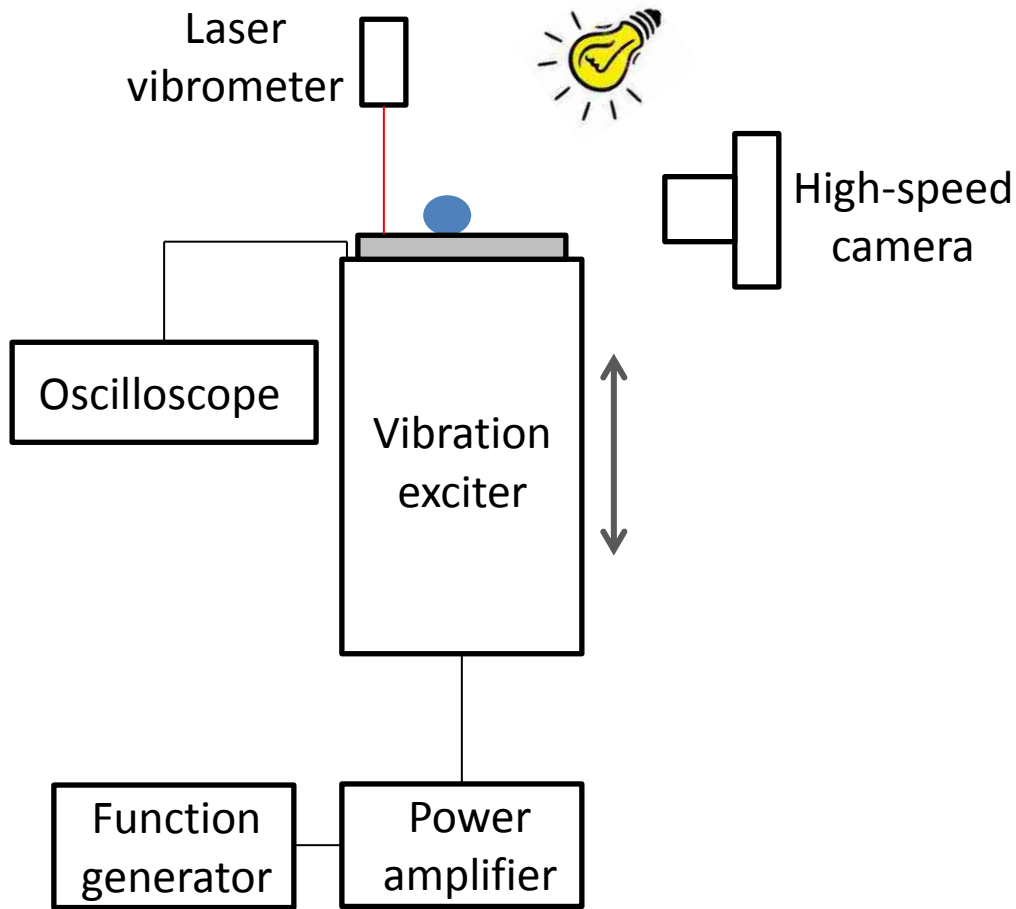 Laser
vibrometer
High-speed
camera
Oscilloscope
Vibration
exciter
Function
generator
Power
amplifier